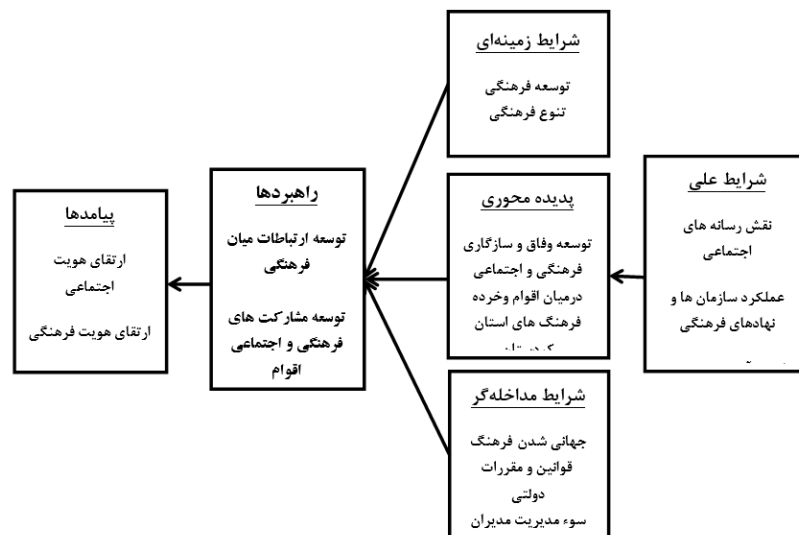 شرایط زمینه‌ای
توسعه فرهنگی
تنوع فرهنگی
شرایط علی
نقش رسانه های
اجتماعی
عملکرد سازمان ها و
نهادهای فرهنگی
پدیده محوری
توسعه وفاق و سازگاری
فرهنگی و اجتماعی
درمیان اقوام وخرده
فرهنگ های استان
کردستان
راهبردها
توسعه ارتباطات میان
فرهنگی
توسعه مشارکت های
فرهنگی و اجتماعی
اقوام
پیامدها
ارتقای هویت
اجتماعی
ارتقای هویت فرهنگی
شرایط مداخله‌گر
جهانی شدن فرهنگ
قوانین و مقررات
دولتی
سوء مدیریت مدیران